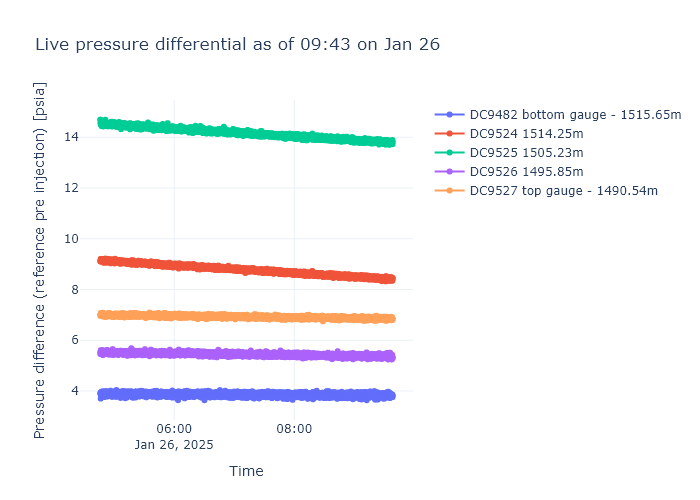 Live pressure differential as of 09:43 on Jan 26
Pressure difference (reference pre injection) [psia]
14
12
10
8
6
4
06:00
Jan 26, 2025
08:00
Time
DC9482 bottom gauge - 1515.65m
DC9524 1514.25m
DC9525 1505.23m
DC9526 1495.85m
DC9527 top gauge - 1490.54m